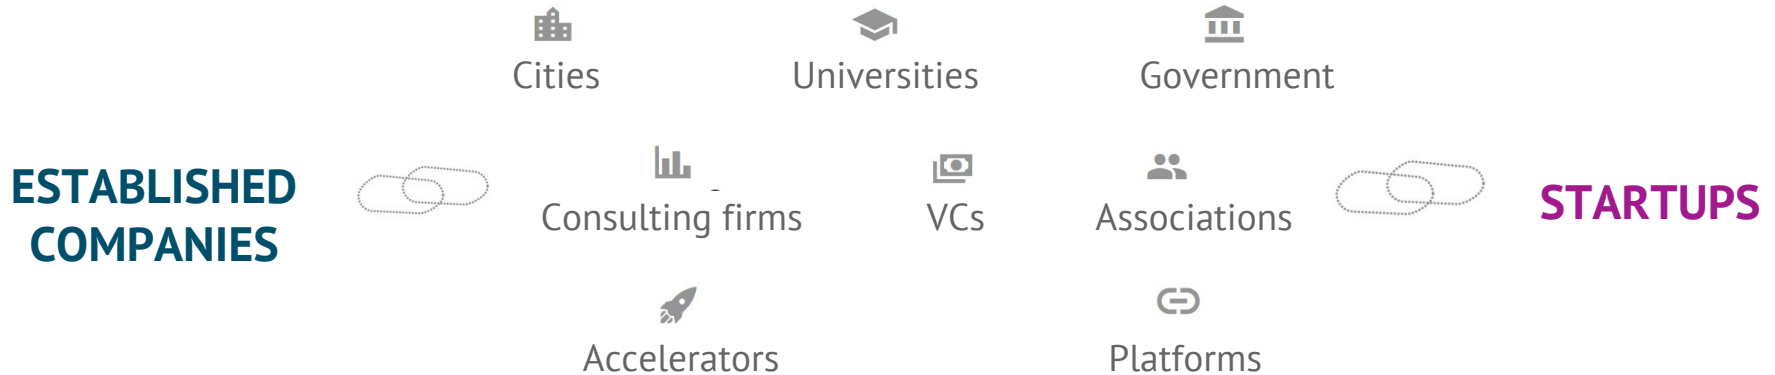 Cities
Universities
Government
ESTABLISHED
COMPANIES
Consulting firms
VCs
Associations
STARTUPS
Accelerators
Platforms